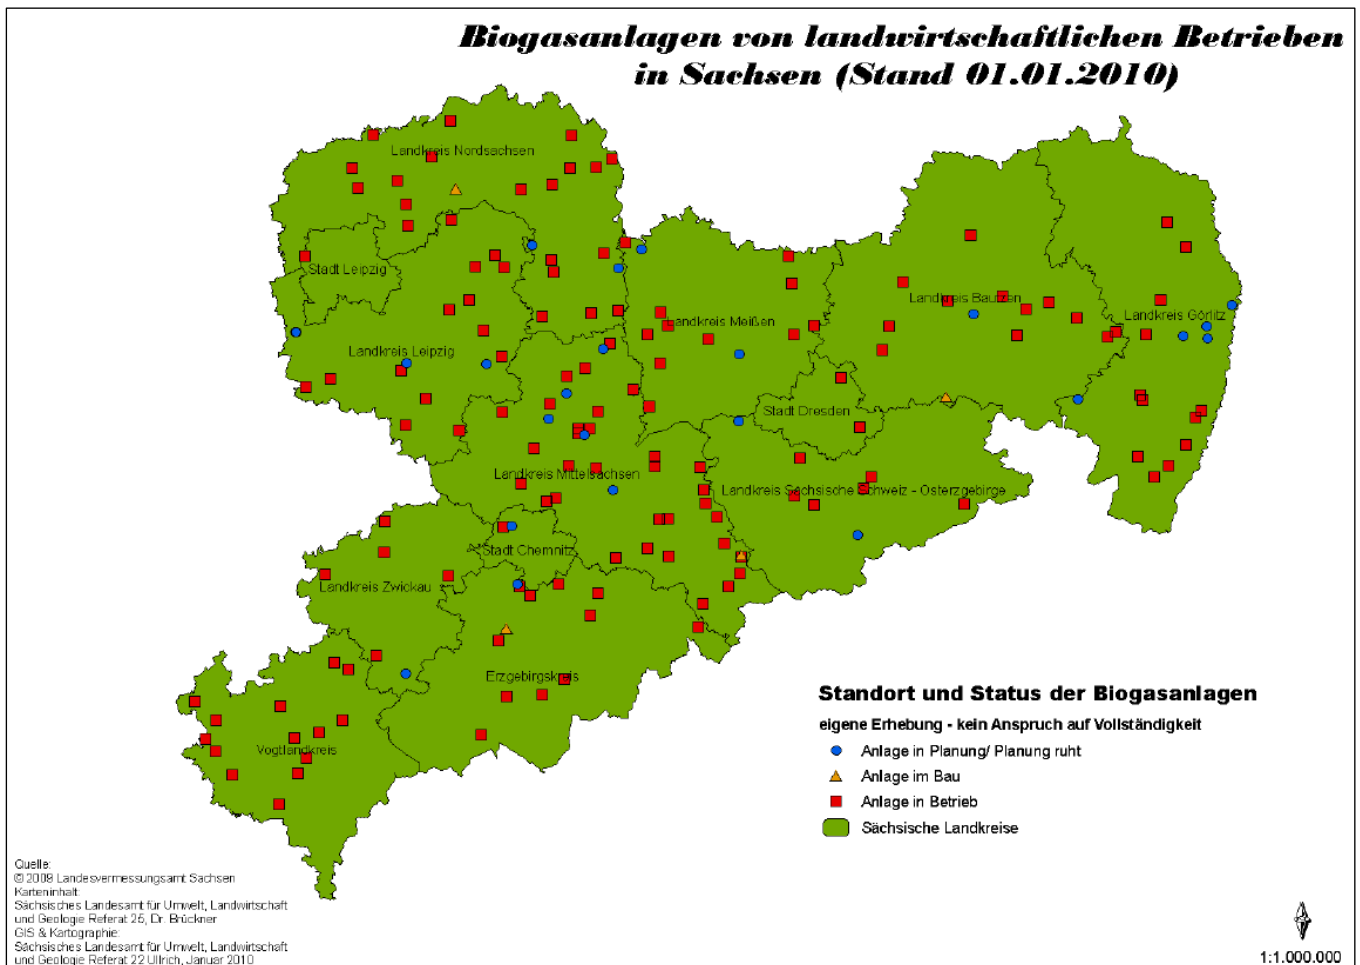 Biogasanlagen von landwirtschaftlichen Betrieben
in Sachsen (Stand 01.01.2010)
Landkreis Nordsachsen
Stadt Leipzig
Landkreis Bautzen
Landkreis Görlitz
Landkreis Meißen
Landkreis Leipzig
Stadt Dresden
Landkreis Mittelsachsen
Landkreis Sächsische Schweiz - Osterzgebirge
Stadt Chemnitz
Landkreis Zwickau
Erzgebirgskreis
Vogtlandkreis
Standort und Status der Biogasanlagen
eigene Erhebung - kein Anspruch auf Vollständigkeit
Anlage in Planung/ Planung ruht
Anlage im Bau
Anlage in Betrieb
Sächsische Landkreise
Quelle:
© 2009 Landesvermessungsamt Sachsen
Karteninhalt:
Sächsisches Landesamt für Umwelt, Landwirtschaft
und Geologie Referat 25, Dr. Brückner
GIS & Kartographie:
Sächsisches Landesamt für Umwelt, Landwirtschaft
und Geologie Referat 22 Ullrich, Januar 2010
1:1.000.000